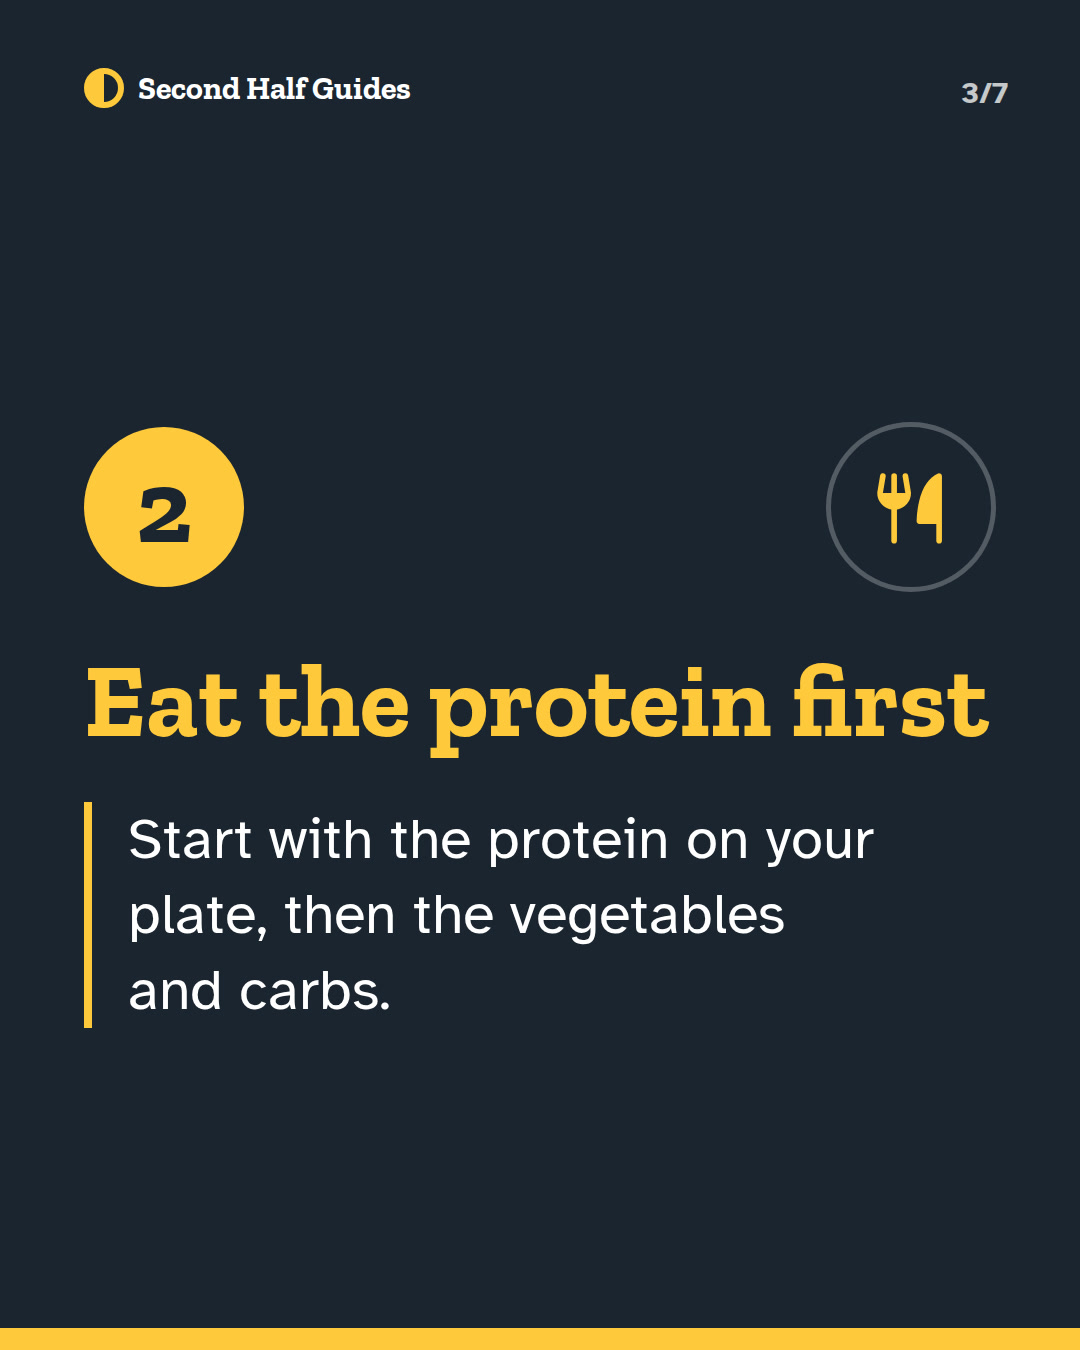 Second Half Guides
3/7
2
Eat the protein first
Start with the protein on your
plate, then the vegetables
and carbs.